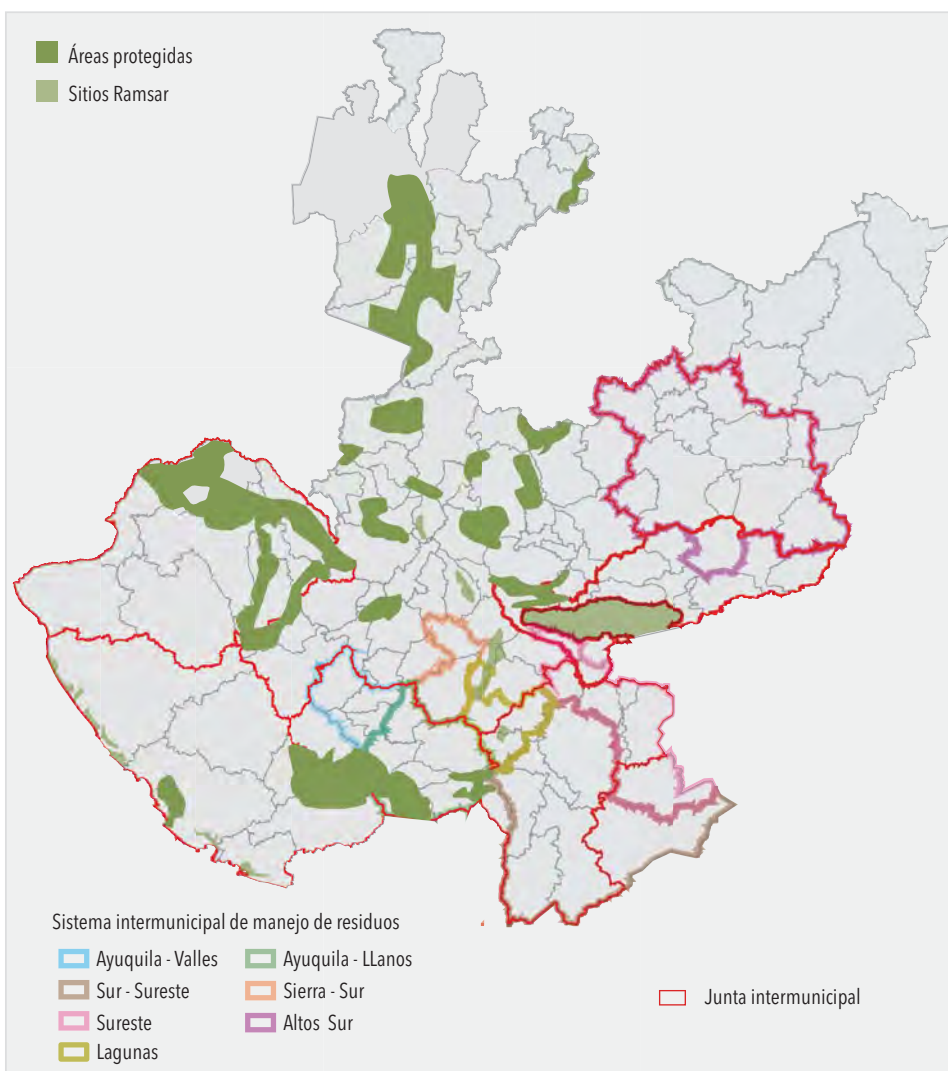 Áreas protegidas
Sitios Ramsar
Sistema intermunicipal de manejo de residuos
Ayuquila - Valles
Ayuquila - LLanos
Sur - Sureste
Sierra - Sur
Sureste
Altos Sur
Lagunas
Junta intermunicipal